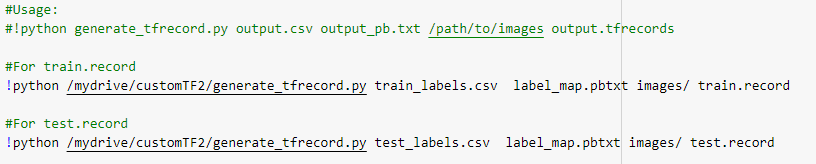 #Usage:
#!python generate_tfrecord.py output.csv output_pb.txt /path/to/images output.tfrecords
#For train.record
!python /mydrive/customTF2/generate_tfrecord.py train_labels.csv  label_map.pbtxt images/ train.record
#For test.record
!python /mydrive/customTF2/generate_tfrecord.py test_labels.csv  label_map.pbtxt images/ test.record